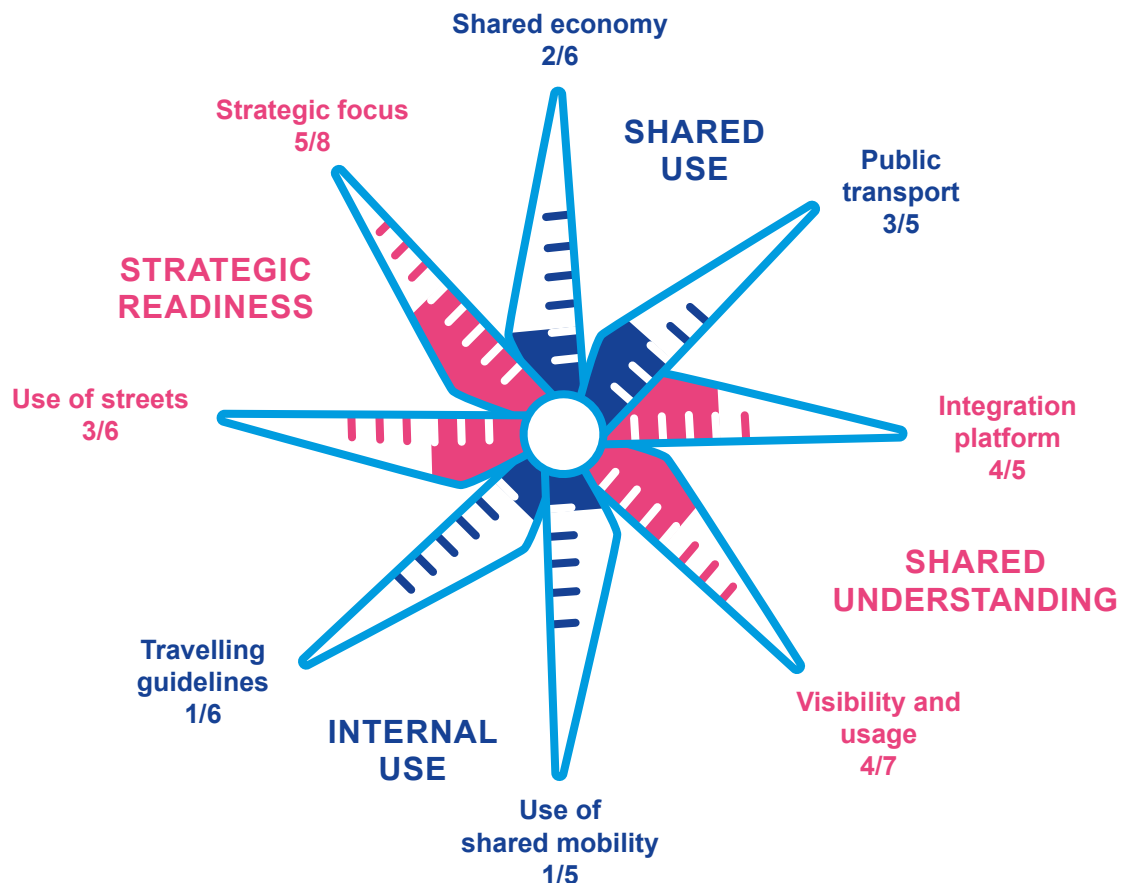 Shared economy
2/6
Strategic focus
5/8
SHARED
USE
Public
transport
3/5
STRATEGIC
READINESS
Use of streets
3/6
Integration
platform
4/5
SHARED
UNDERSTANDING
Travelling
guidelines
1/6
INTERNAL
USE
Visibility and
usage
4/7
Use of
shared mobility
1/5